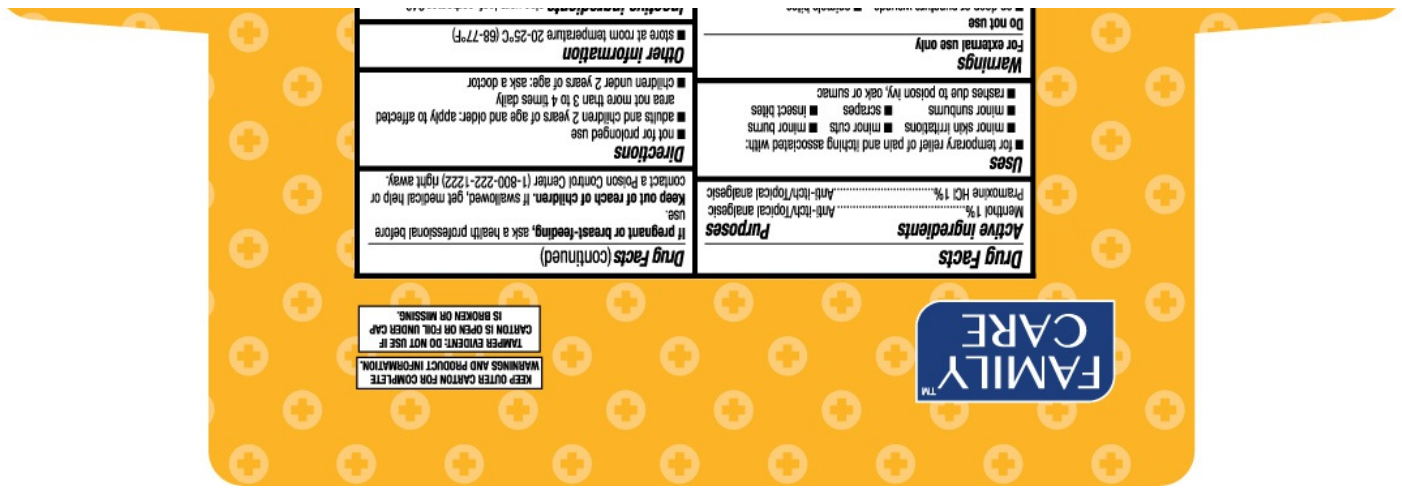 FAMILY™
CARE
KEEP OUTER CARTON FOR COMPLETE
WARNINGS AND PRODUCT INFORMATION.
TAMPER EVIDENT: DO NOT USE IF
CARTON IS OPEN OR FOIL UNDER CAP
IS BROKEN OR MISSING.
Drug Facts
Active ingredients Purposes
Menthol 1%..........Anti-itch/Topical analgesic
Pramoxine HCl 1%..........Anti-itch/Topical analgesic
Uses
■ for temporary relief of pain and itching associated with:
■ minor skin irritations ■ minor cuts ■ minor burns
■ minor sunburns ■ scrapes ■ insect bites
■ rashes due to poison ivy, oak or sumac
Warnings
For external use only
Do not use
Drug Facts (continued)
If pregnant or breast-feeding, ask a health professional before
use.
Keep out of reach of children. If swallowed, get medical help or
contact a Poison Control Center (1-800-222-1222) right away.
Directions
■ not for prolonged use
■ adults and children 2 years of age and older: apply to affected
area not more than 3 to 4 times daily
■ children under 2 years of age: ask a doctor
Other information
■ store at room temperature 20-25°C (68-77°F)
Inactive ingredients